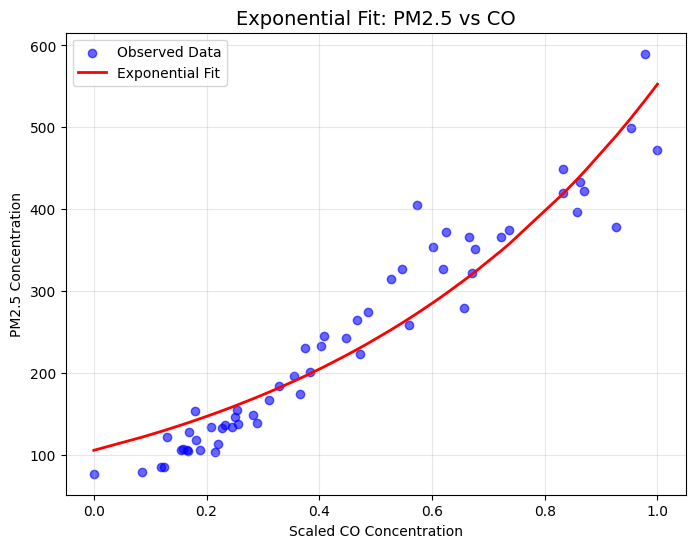 Exponential Fit: PM2.5 vs CO
Observed Data
Exponential Fit
600
500
400
300
200
100
PM2.5 Concentration
0.0 0.2 0.4 0.6 0.8 1.0
Scaled CO Concentration